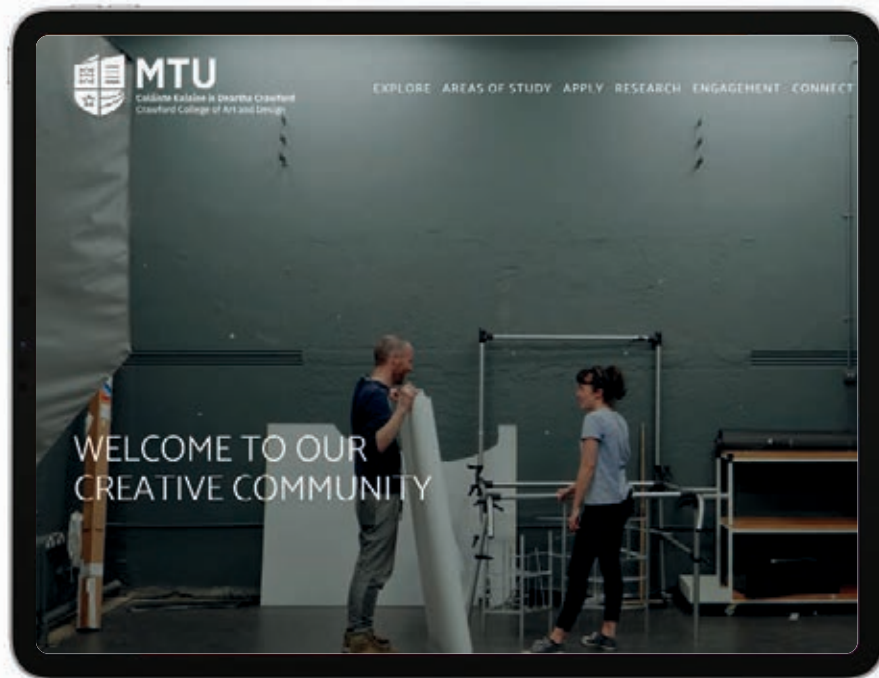 MTU
Coláiste Ealaíne is Deartha Crawford
Crawford College of Art and Design
EXPLORE AREAS OF STUDY APPLY RESEARCH ENGAGEMENT CONNECT
WELCOME TO OUR
CREATIVE COMMUNITY